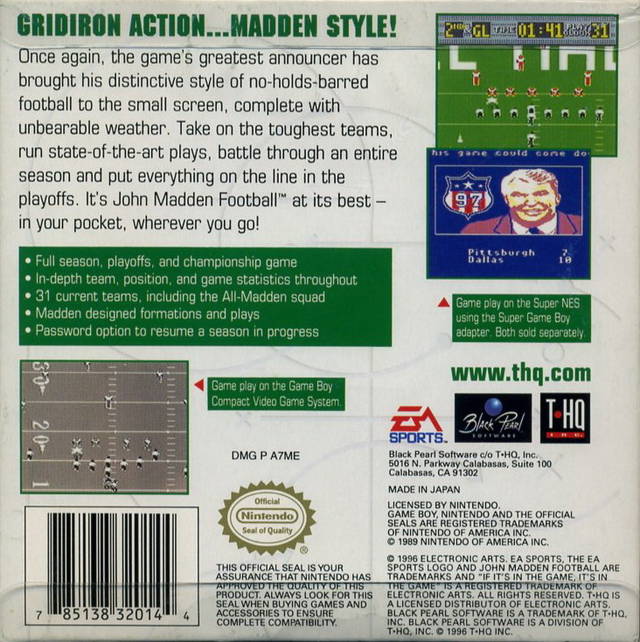 GRIDIRON ACTION...MADDEN STYLE!
Once again, the game's greatest announcer has
brought his distinctive style of no-holds-barred
football to the small screen, complete with
unbearable weather. Take on the toughest teams,
run state-of-the-art plays, battle through an entire
season and put everything on the line in the
playoffs. It's John Madden Football™ at its best –
in your pocket, wherever you go!
• Full season, playoffs, and championship game
• In-depth team, position, and game statistics throughout
• 31 current teams, including the All-Madden squad
• Madden designed formations and plays
• Password option to resume a season in progress
2ND & GL TIME 01:41 31
his game could come do
97
Pittsburgh 7
Dallas 10
Game play on the Super NES
using the Super Game Boy
adapter. Both sold separately.
30
20
1
Game play on the Game Boy
Compact Video Game System.
www.thq.com
EA
SPORTS™
Black Pearl
SOFTWARE
T·HQ
INC.
DMG P A7ME
Black Pearl Software c/o T•HQ, Inc.
5016 N. Parkway Calabasas, Suite 100
Calabasas, CA 91302
MADE IN JAPAN
LICENSED BY NINTENDO.
GAME BOY, NINTENDO AND THE OFFICIAL
SEALS ARE REGISTERED TRADEMARKS
OF NINTENDO OF AMERICA INC.
© 1989 NINTENDO OF AMERICA INC.
Official
Nintendo
Seal of Quality
®
THIS OFFICIAL SEAL IS YOUR
ASSURANCE THAT NINTENDO HAS
APPROVED THE QUALITY OF THIS
PRODUCT. ALWAYS LOOK FOR THIS
SEAL WHEN BUYING GAMES AND
ACCESSORIES TO ENSURE
COMPLETE COMPATIBILITY.
© 1996 ELECTRONIC ARTS. EA SPORTS, THE EA
SPORTS LOGO AND JOHN MADDEN FOOTBALL ARE
TRADEMARKS AND "IF IT'S IN THE GAME, IT'S IN
THE GAME" IS A REGISTERED TRADEMARK OF
ELECTRONIC ARTS. ALL RIGHTS RESERVED. T•HQ IS
A LICENSED DISTRIBUTOR OF ELECTRONIC ARTS.
BLACK PEARL SOFTWARE IS A TRADEMARK OF T•HQ,
INC. BLACK PEARL SOFTWARE IS A DIVISION OF
T•HQ, INC. © 1996 T•HQ INC.
7 85138 32014 4